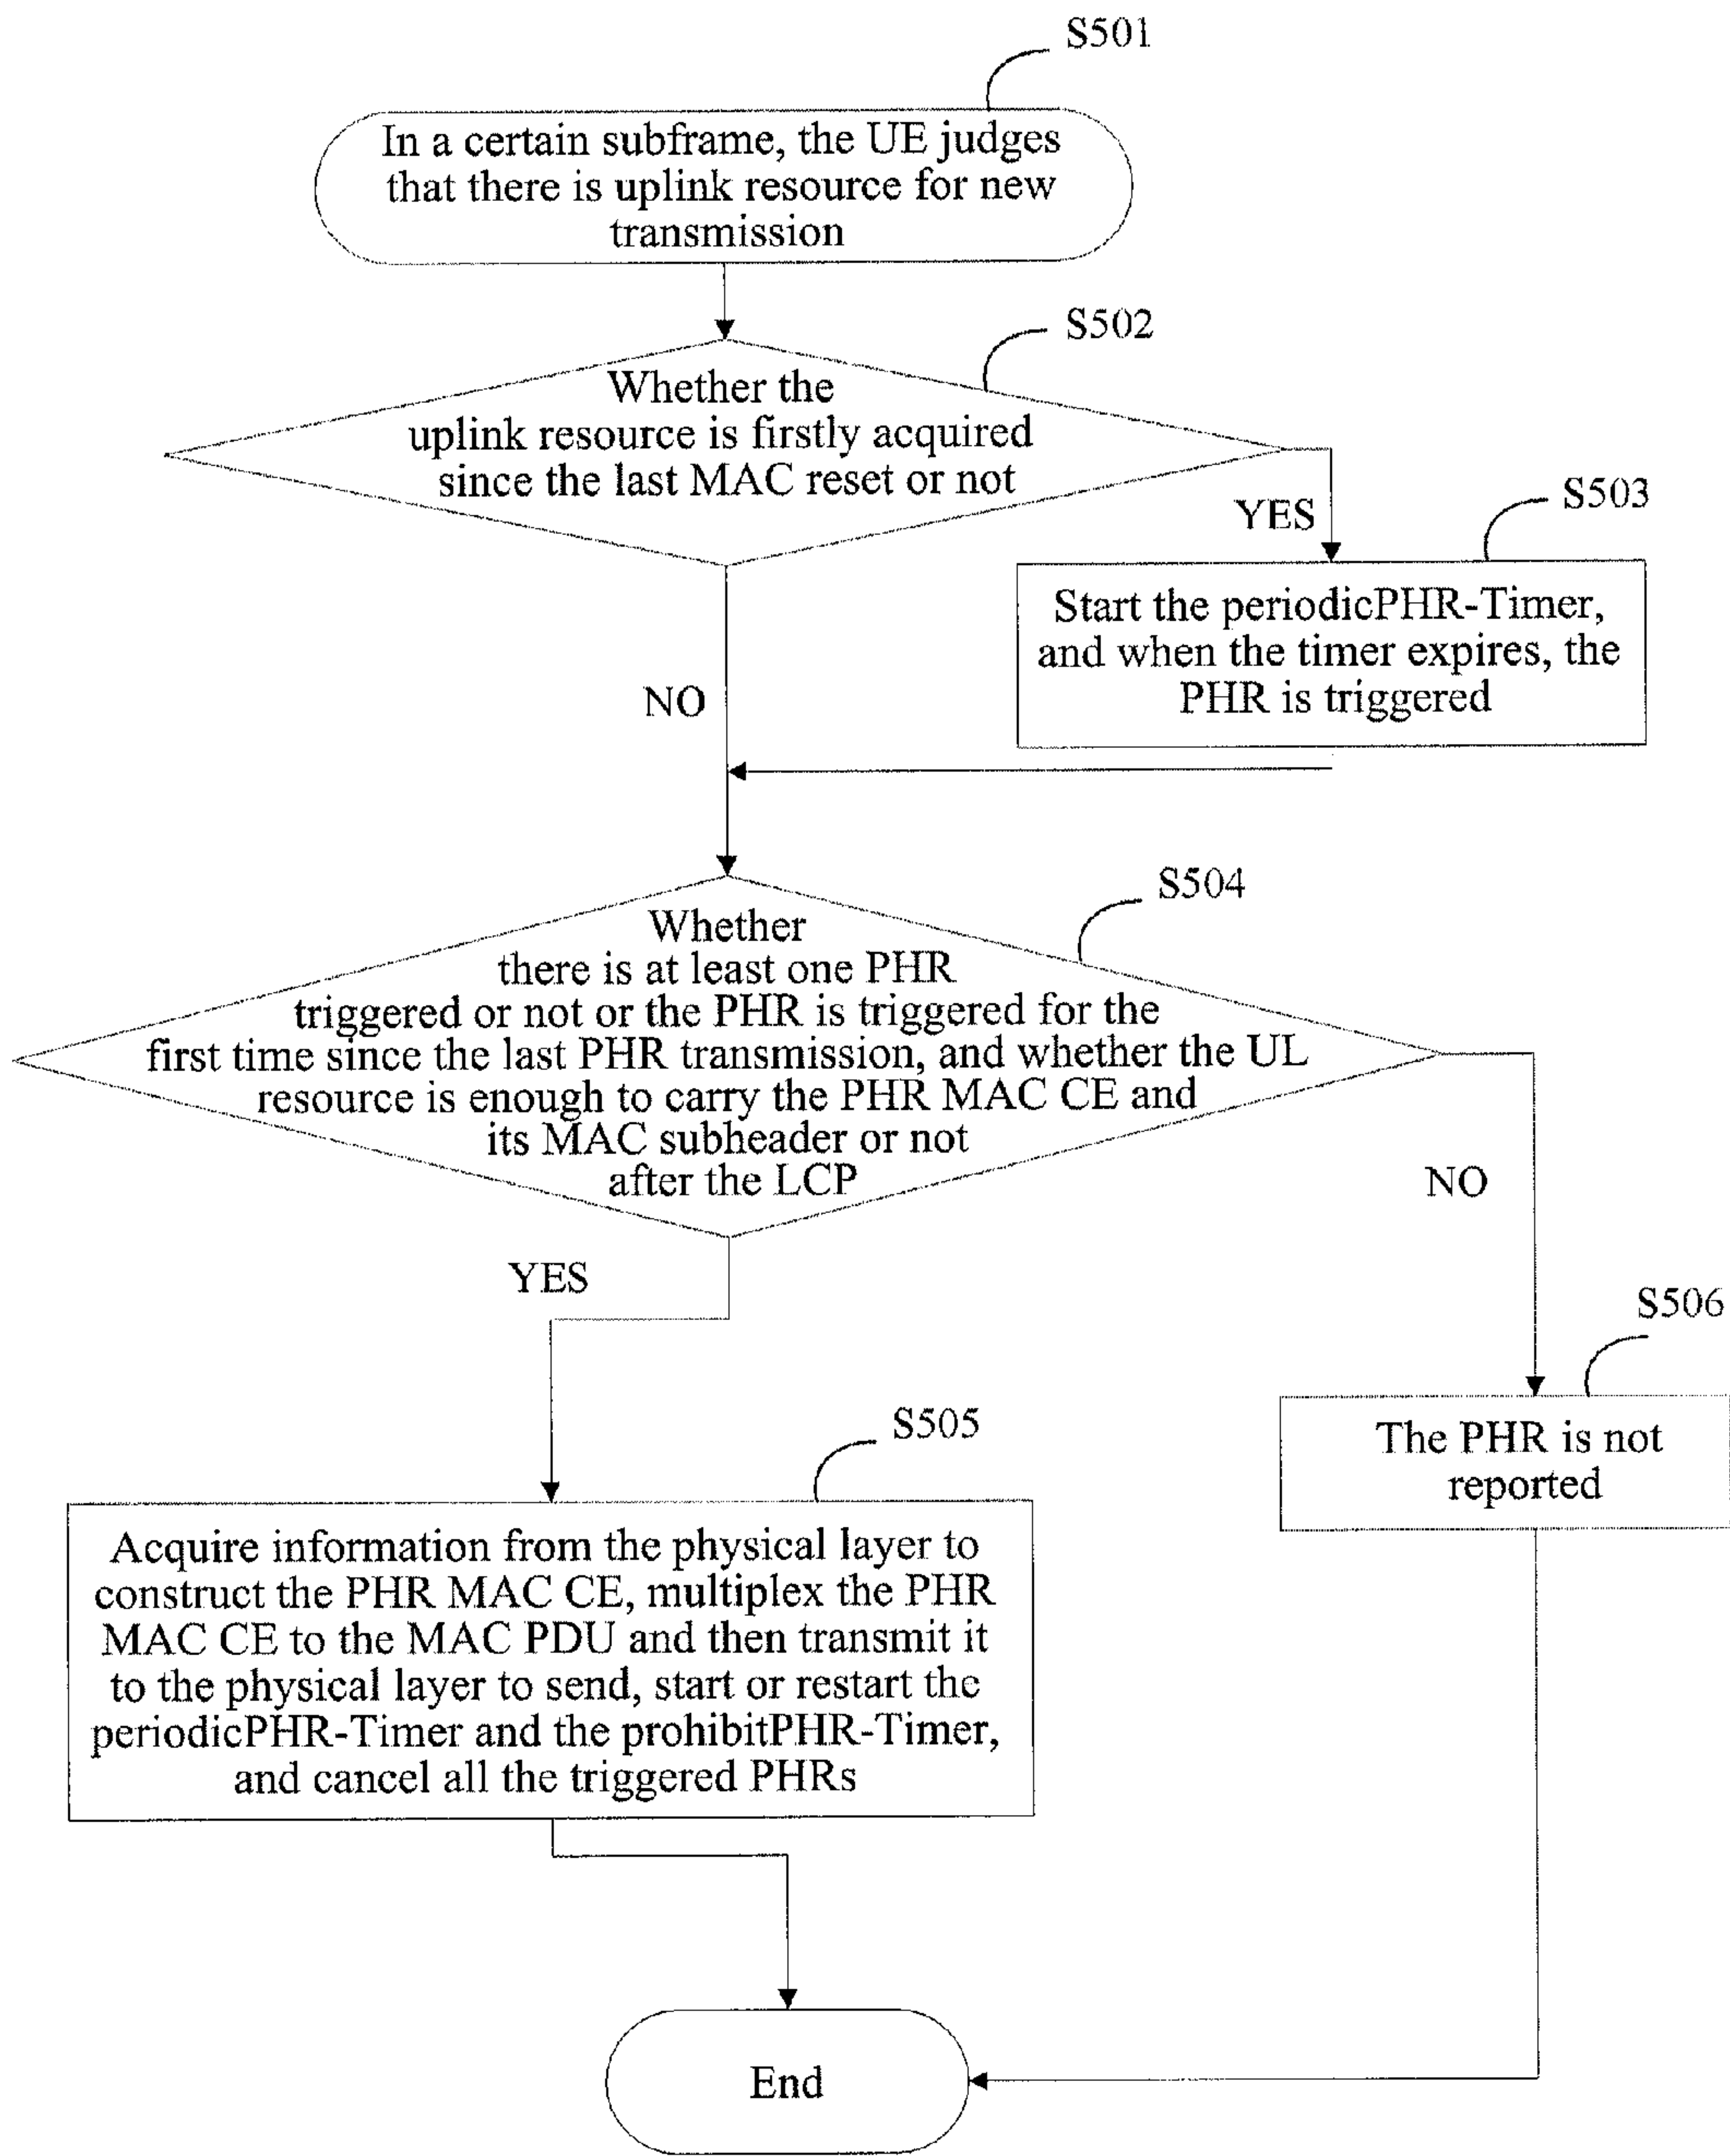 S501
In a certain subframe, the UE judges
that there is uplink resource for new
transmission
S502
Whether the
uplink resource is firstly acquired
since the last MAC reset or not
YES
S503
Start the periodicPHR-Timer,
and when the timer expires, the
PHR is triggered
NO
S504
Whether
there is at least one PHR
triggered or not or the PHR is triggered for the
first time since the last PHR transmission, and whether the UL
resource is enough to carry the PHR MAC CE and
its MAC subheader or not
after the LCP
NO
YES
S506
The PHR is not
reported
S505
Acquire information from the physical layer to
construct the PHR MAC CE, multiplex the PHR
MAC CE to the MAC PDU and then transmit it
to the physical layer to send, start or restart the
periodicPHR-Timer and the prohibitPHR-Timer,
and cancel all the triggered PHRs
End